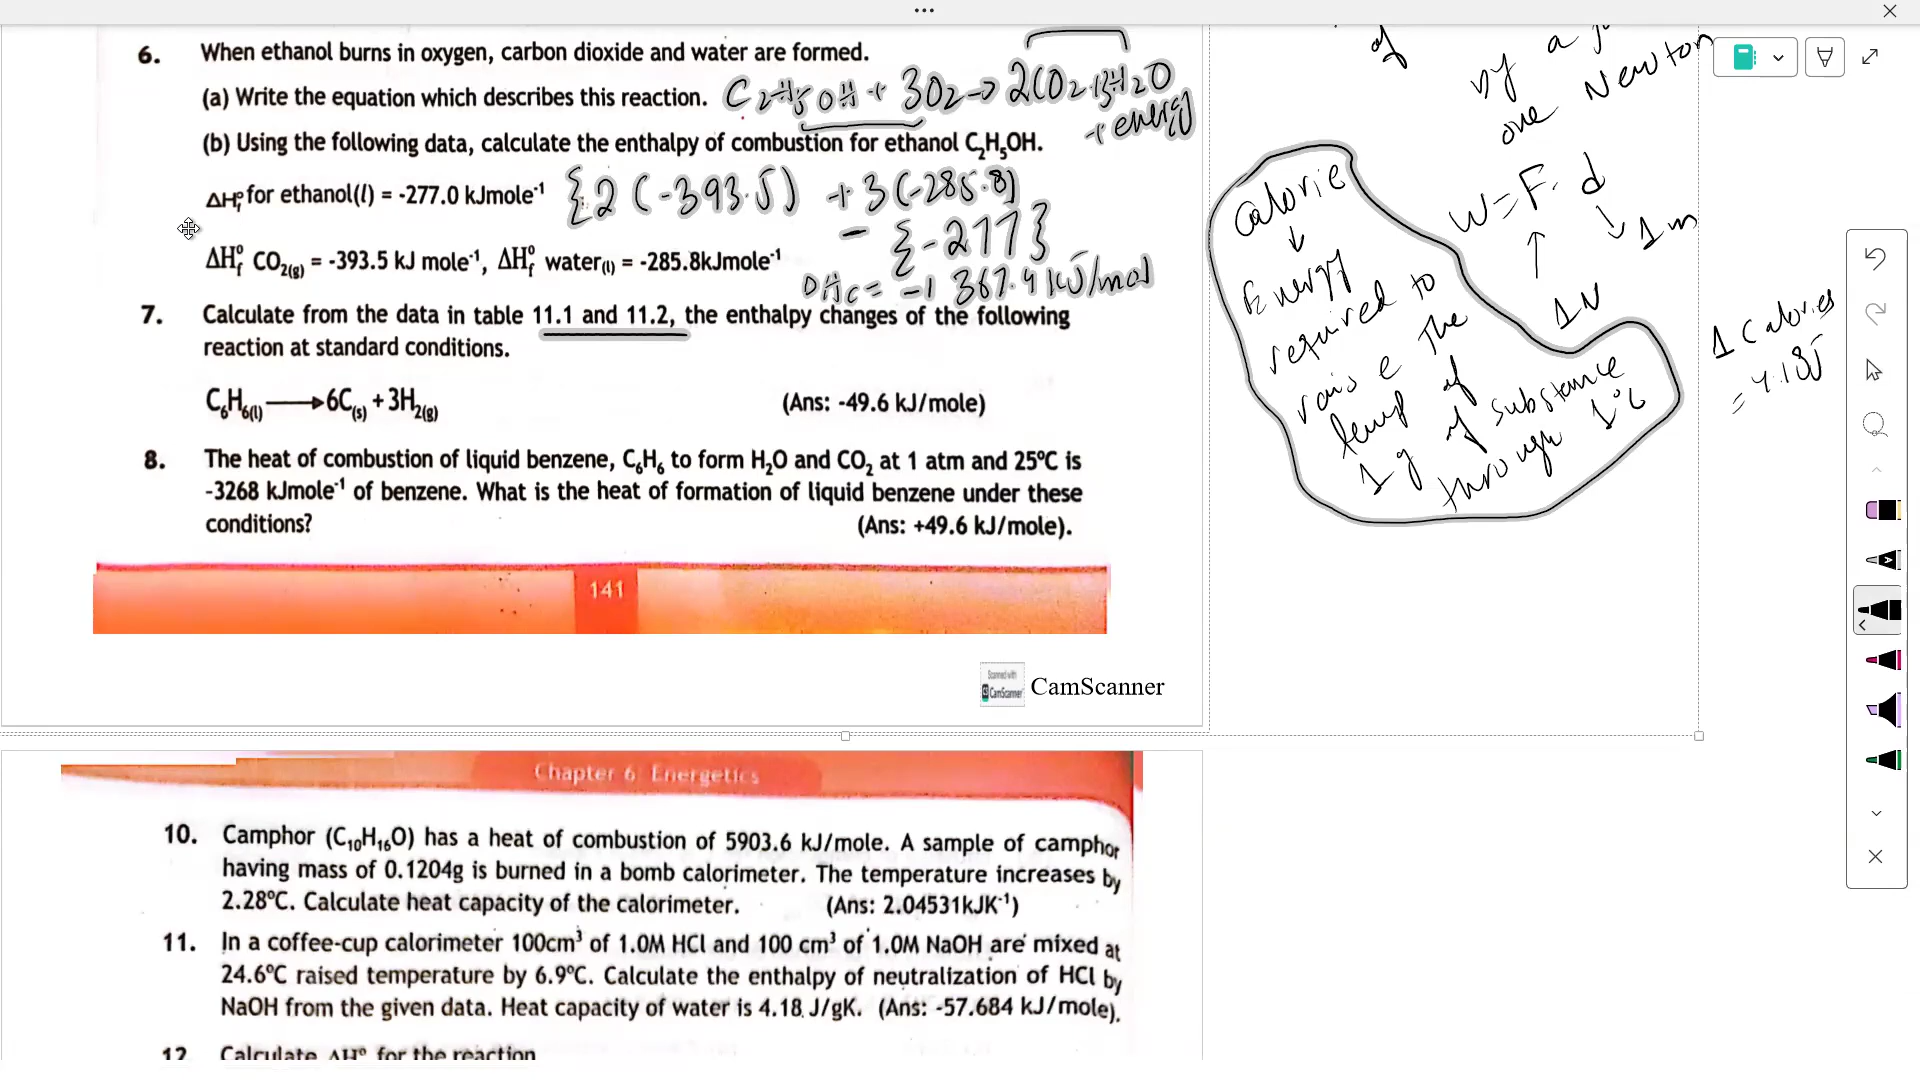 6. When ethanol burns in oxygen, carbon dioxide and water are formed.
(a) Write the equation which describes this reaction. C2H5OH + 3O2 → 2CO2 + 3H2O
+ energy
(b) Using the following data, calculate the enthalpy of combustion for ethanol C₂H₅OH.
ΔH°f for ethanol(l) = -277.0 kJmole⁻¹ {2(-393.5) + 3(-285.8)
- {-277}
ΔH°f CO₂(g) = -393.5 kJ mole⁻¹, ΔH°f water(l) = -285.8kJmole⁻¹
ΔHc = -1367.4 kJ/mol
7. Calculate from the data in table 11.1 and 11.2, the enthalpy changes of the following
reaction at standard conditions.
C₆H₆(l) ⟶ 6C(s) + 3H₂(g) (Ans: -49.6 kJ/mole)
8. The heat of combustion of liquid benzene, C₆H₆ to form H₂O and CO₂ at 1 atm and 25°C is
-3268 kJmole⁻¹ of benzene. What is the heat of formation of liquid benzene under these
conditions? (Ans: +49.6 kJ/mole).
141
Scanned with
CS CamScanner
CamScanner
of
by a
one Newton
W = F. d
↓
1m
↑
1N
Calorie
↓
Energy
required to
raise the
temp of
1g of substance
through 1°C
1 Calories
= 4.18J
Chapter 6 Energetics
10. Camphor (C₁₀H₁₆O) has a heat of combustion of 5903.6 kJ/mole. A sample of camphor
having mass of 0.1204g is burned in a bomb calorimeter. The temperature increases by
2.28°C. Calculate heat capacity of the calorimeter. (Ans: 2.04531kJK⁻¹)
11. In a coffee-cup calorimeter 100cm³ of 1.0M HCl and 100 cm³ of 1.0M NaOH are mixed at
24.6°C raised temperature by 6.9°C. Calculate the enthalpy of neutralization of HCl by
NaOH from the given data. Heat capacity of water is 4.18 J/gK. (Ans: -57.684 kJ/mole).
12 Calculate ΔH° for the reaction